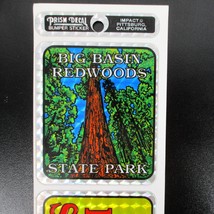 PRISM DECAL
BUMPER STICKER
IMPACT ©
PITTSBURG,
CALIFORNIA
BIG BASIN
REDWOODS
STATE PARK